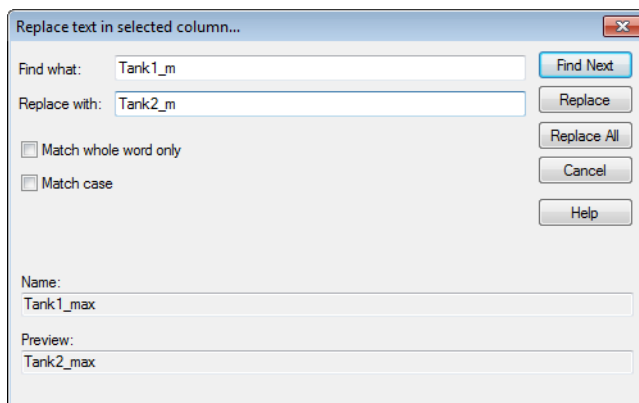 Replace text in selected column...
Find what: Tank1_m
Find Next
Replace with: Tank2_m
Replace
Replace All
Match whole word only
Cancel
Match case
Help
Name:
Tank1_max
Preview:
Tank2_max